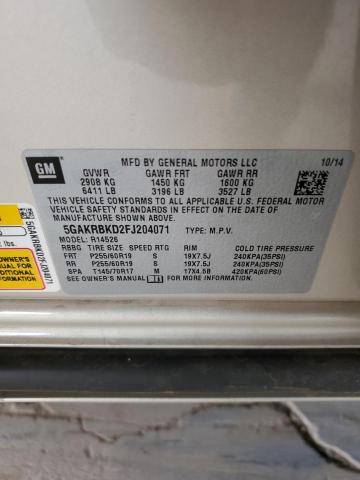 GM
MFD BY GENERAL MOTORS LLC 10/14
GVWR GAWR FRT GAWR RR
2908 KG 1450 KG 1600 KG
6411 LB 3196 LB 3527 LB
THIS VEHICLE CONFORMS TO ALL APPLICABLE U.S. FEDERAL MOTOR
VEHICLE SAFETY STANDARDS IN EFFECT ON THE DATE OF
MANUFACTURE SHOWN ABOVE.
5GAKRBKD2FJ204071 TYPE: M.P.V.
MODEL: R14526
RBBG TIRE SIZE SPEED RTG RIM COLD TIRE PRESSURE
FRT P255/60R19 S 19X7.5J 240KPA(35PSI)
RR P255/60R19 S 19X7.5J 240KPA(35PSI)
SPA T145/70R17 M 17X4.5B 420KPA(60PSI)
SEE OWNER'S MANUAL FOR ADDITIONAL INFORMATION.
5GAKRBKD2FJ204071
lbs.